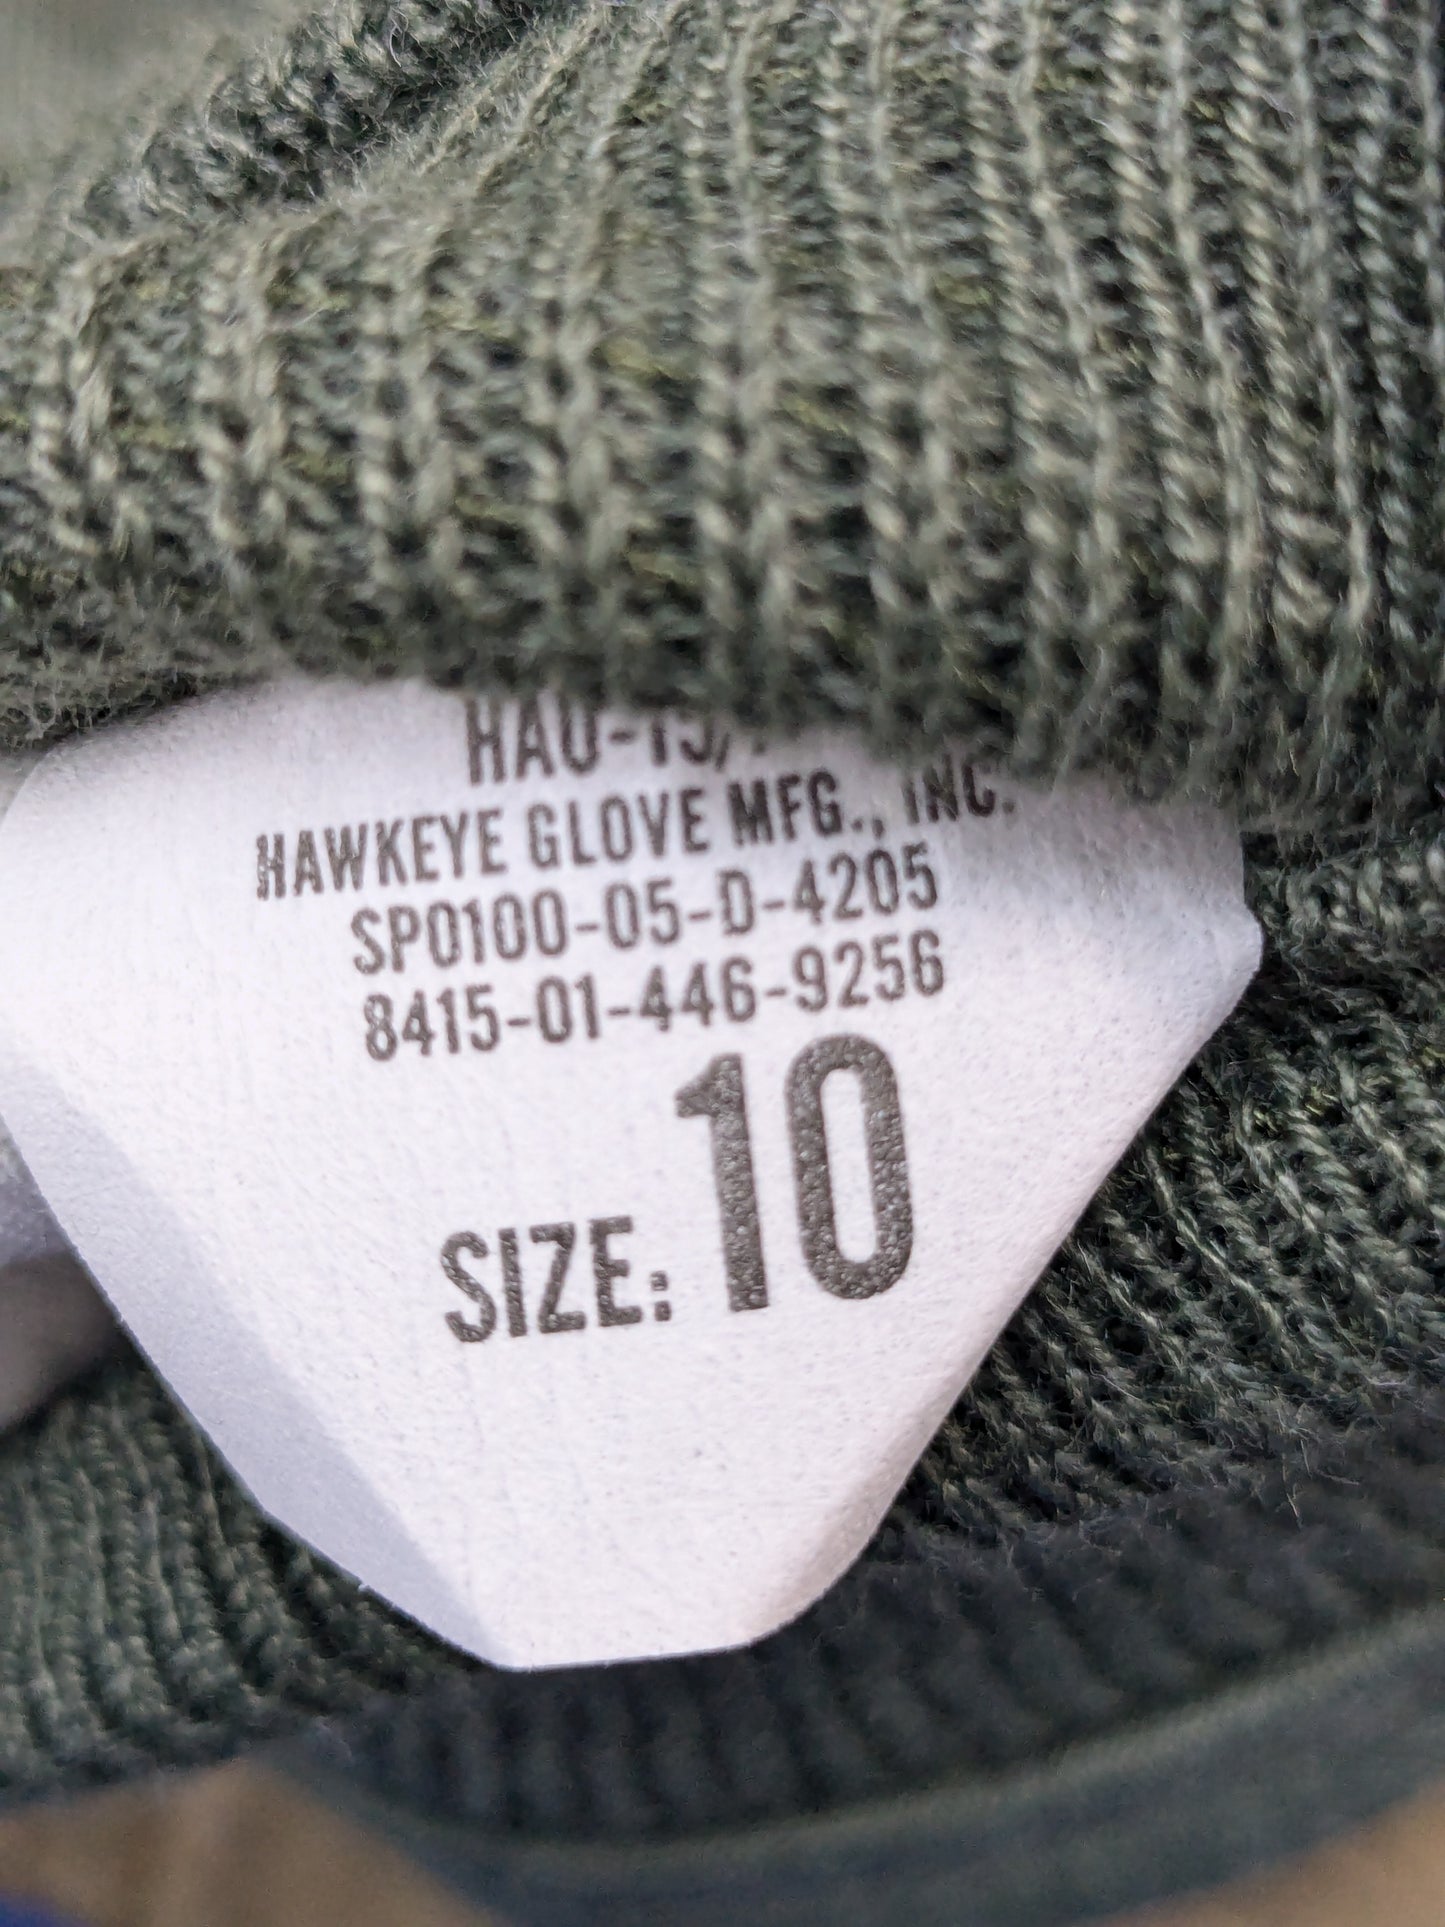 HAWKEYE GLOVE MFG., INC.
SP0100-05-D-4205
8415-01-446-9256
SIZE: 10